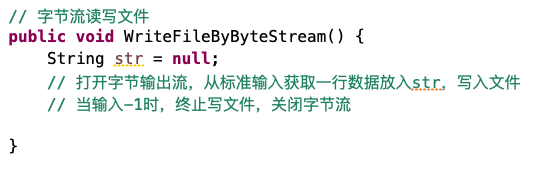 // 字节流读写文件
public void WriteFileByByteStream() {
String str = null;
// 打开字节输出流，从标准输入获取一行数据放入str，写入文件
// 当输入-1时，终止写文件，关闭字节流
}